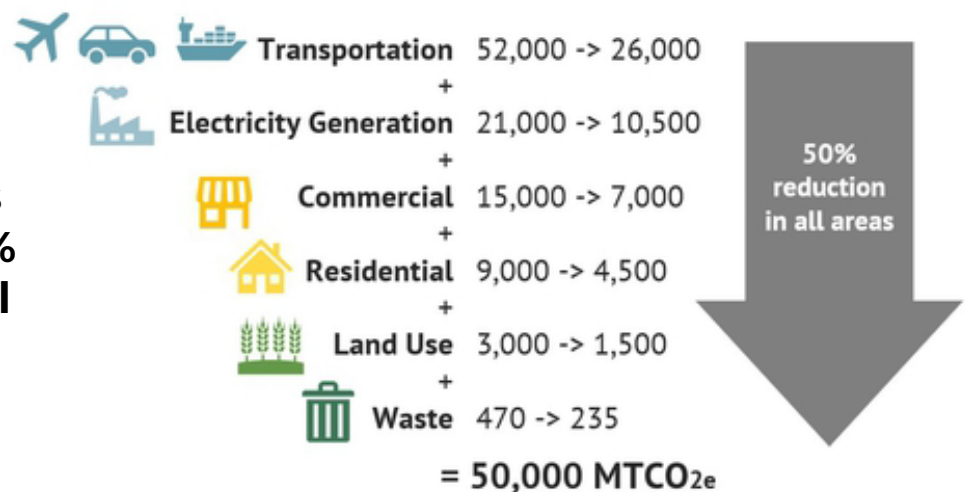 Transportation 52,000 -> 26,000
+
Electricity Generation 21,000 -> 10,500
+
Commercial 15,000 -> 7,000
+
Residential 9,000 -> 4,500
+
Land Use 3,000 -> 1,500
+
Waste 470 -> 235
= 50,000 MTCO2e
50%
reduction
in all areas
%